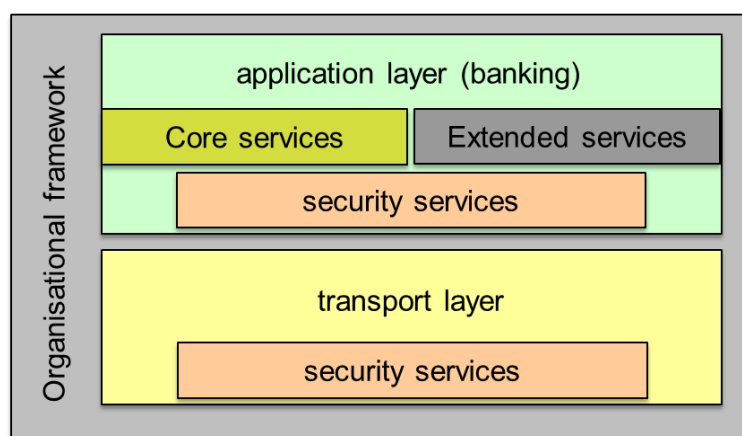 Organisational framework
application layer (banking)
Core services
Extended services
security services
transport layer
security services